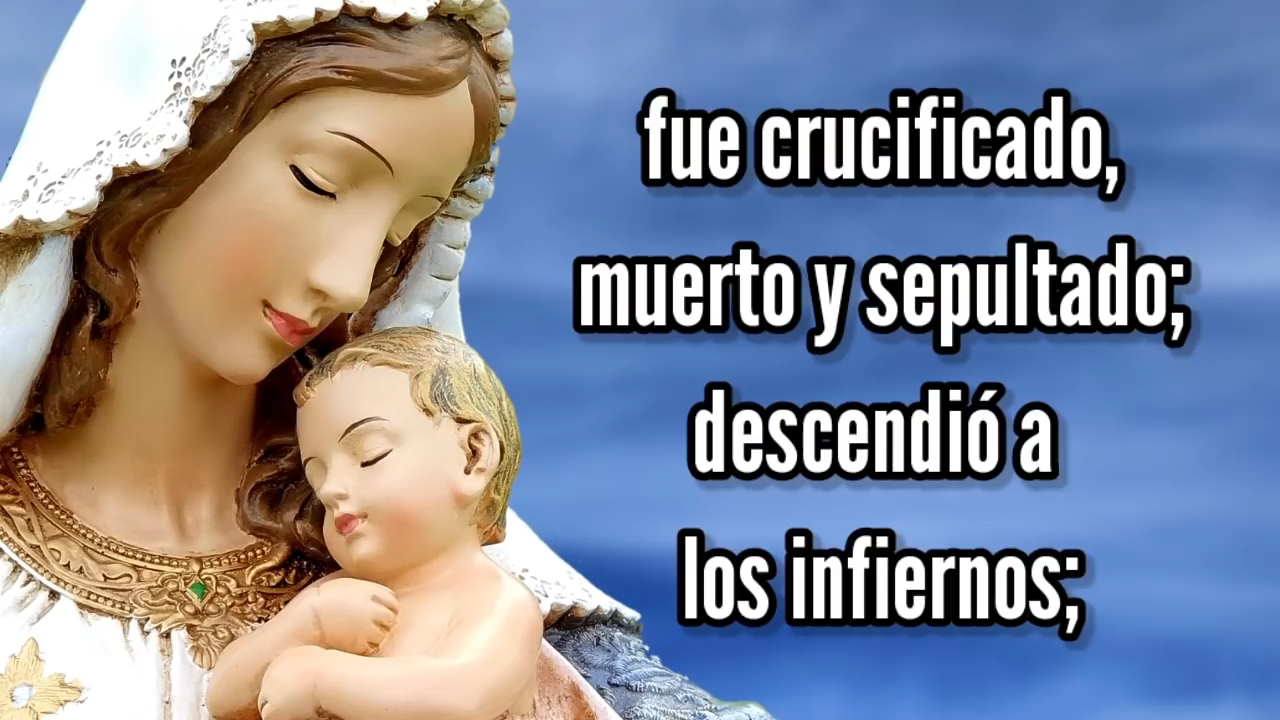 fue crucificado,
muerto y sepultado;
descendió a
los infiernos;